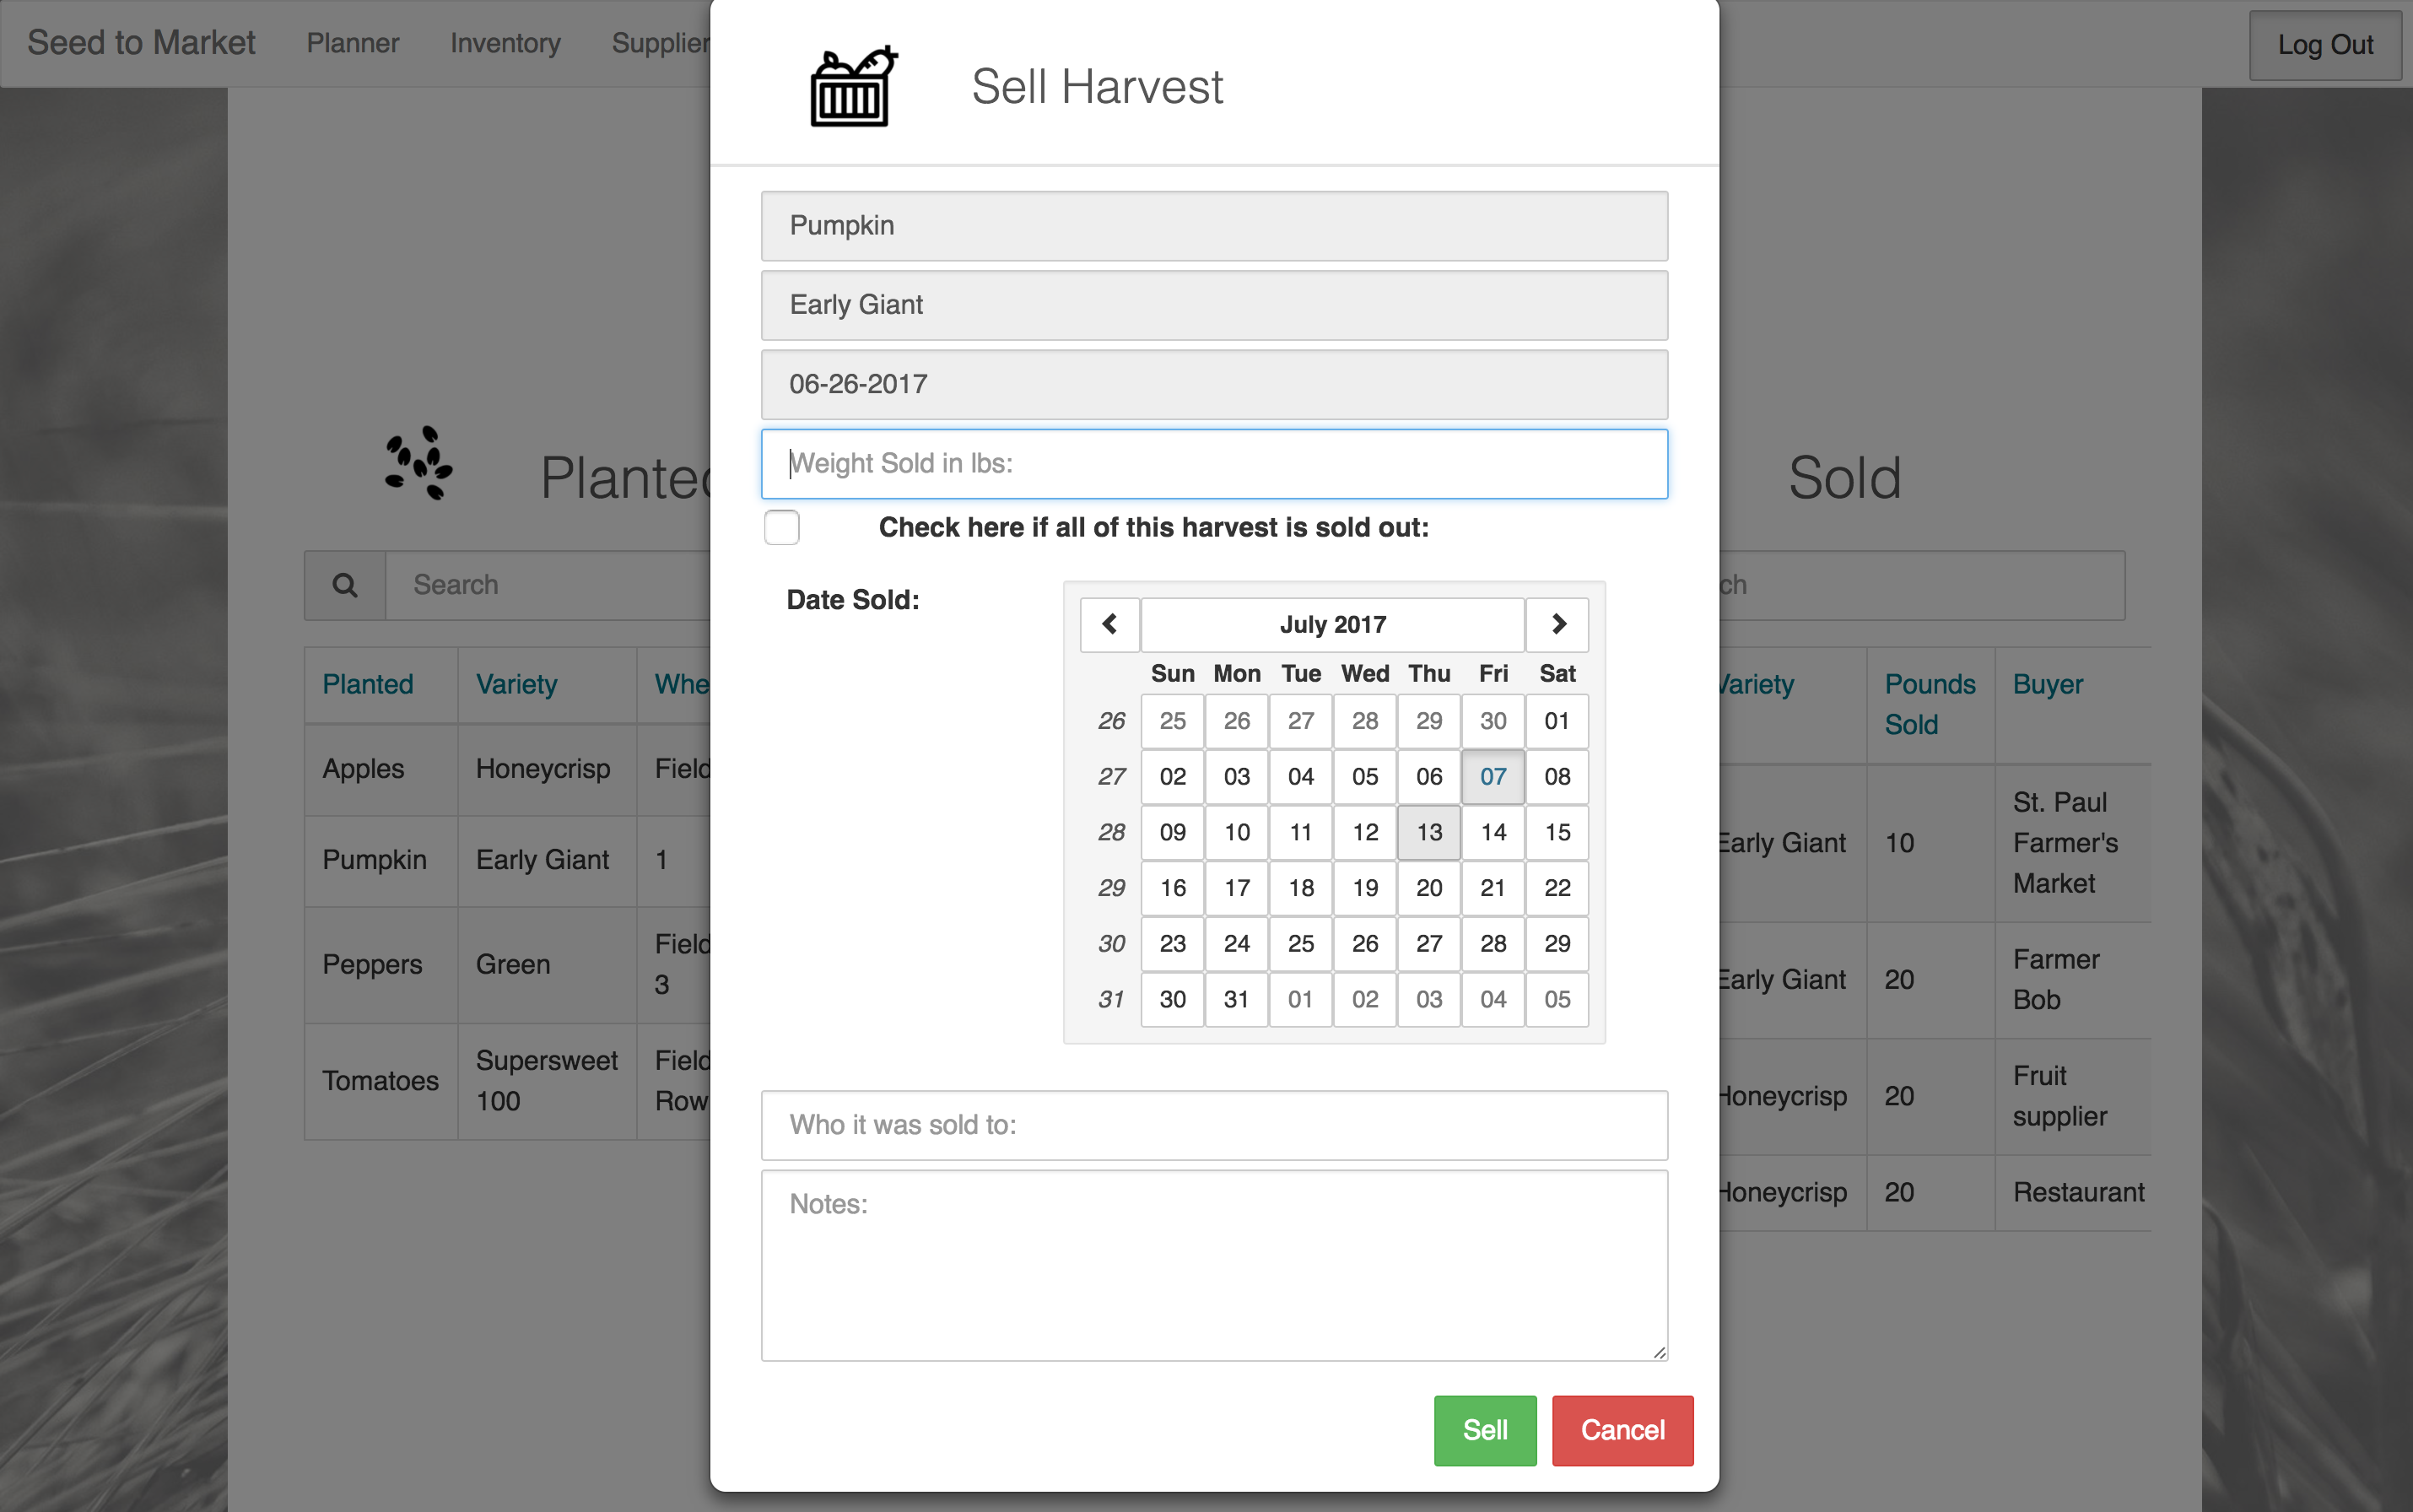 Seed to Market Planner Inventory Log Out
Sell Harvest
Pumpkin
Early Giant
06-26-2017
Weight Sold in lbs:
Check here if all of this harvest is sold out:
Date Sold:
July 2017
Sun Mon Tue Wed Thu Fri Sat
26 25 26 27 28 29 30 01
27 02 03 04 05 06 07 08
28 09 10 11 12 13 14 15
29 16 17 18 19 20 21 22
30 23 24 25 26 27 28 29
31 30 31 01 02 03 04 05
Who it was sold to:
Notes:
Sell Cancel
Search
Planted Variety
Apples Honeycrisp Field
Pumpkin Early Giant 1
Peppers Green Field
3
Tomatoes Supersweet
100
Field
Row
Sold
Variety Pounds
Sold
Buyer
Early Giant 10 St. Paul
Farmer's
Market
Early Giant 20 Farmer
Bob
Honeycrisp 20 Fruit
supplier
Honeycrisp 20 Restaurant